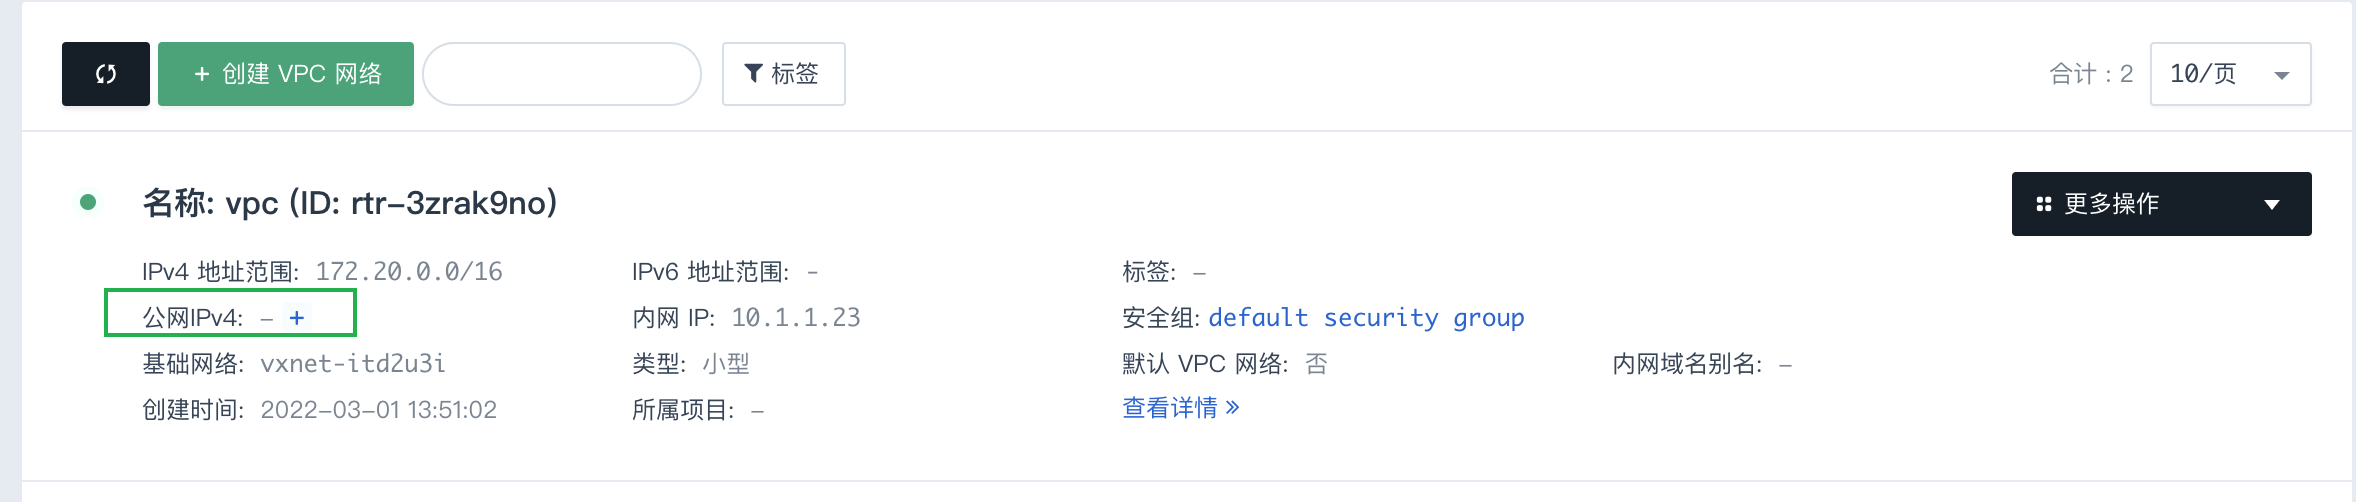 + 创建 VPC 网络
标签
合计：2
10/页
名称: vpc (ID: rtr-3zrak9no)
更多操作
IPv4 地址范围: 172.20.0.0/16
IPv6 地址范围: -
标签: -
公网IPv4: - +
内网 IP: 10.1.1.23
安全组: default security group
基础网络: vxnet-itd2u3i
类型: 小型
默认 VPC 网络: 否
内网域名别名: -
创建时间: 2022-03-01 13:51:02
所属项目: -
查看详情 »